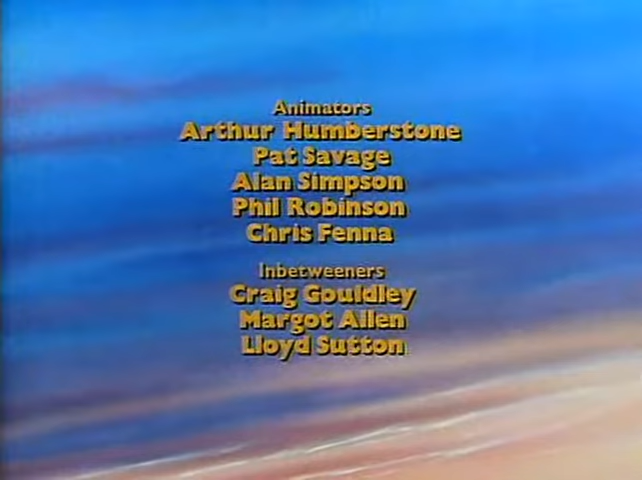 Animators
Arthur Humberstone
Pat Savage
Alan Simpson
Phil Robinson
Chris Fenna
Inbetweeners
Craig Gouldley
Margot Allen
Lloyd Sutton